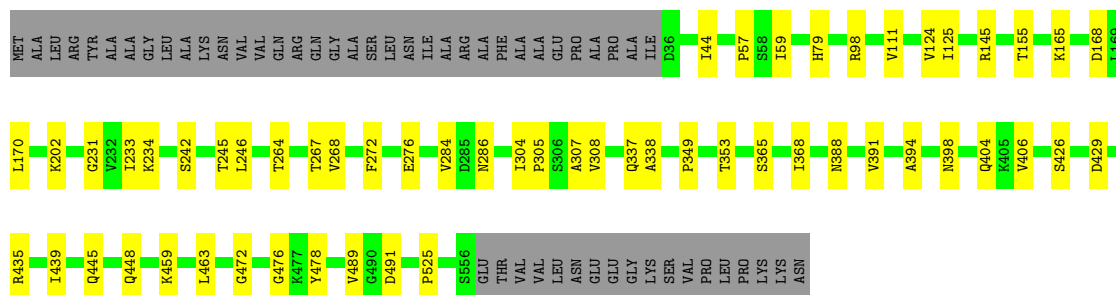 MET ALA LEU ARG TYR ALA ALA GLY LEU ALA LYS ASN VAL VAL GLN ARG GLN GLY ALA SER LEU ASN ILE ALA ARG ALA PHE ALA ALA GLU PRO ALA PRO ALA ILE D36 I44 P57 S58 I59 H79 R98 V111 V124 I125 R145 T155 K165 D168 L169
L170 K202 G231 V232 I233 K234 S242 T245 L246 T264 T267 V268 F272 E276 V284 D285 N286 I304 P305 S306 A307 V308 Q337 A338 P349 T353 S365 I368 N388 V391 A394 N398 Q404 K405 V406 S426 D429
R435 I439 Q445 Q448 K459 L463 G472 G476 K477 Y478 V489 G490 D491 P525 S556 GLU THR VAL VAL LEU ASN GLU GLU GLY LYS SER VAL PRO LEU PRO LYS LYS ASN